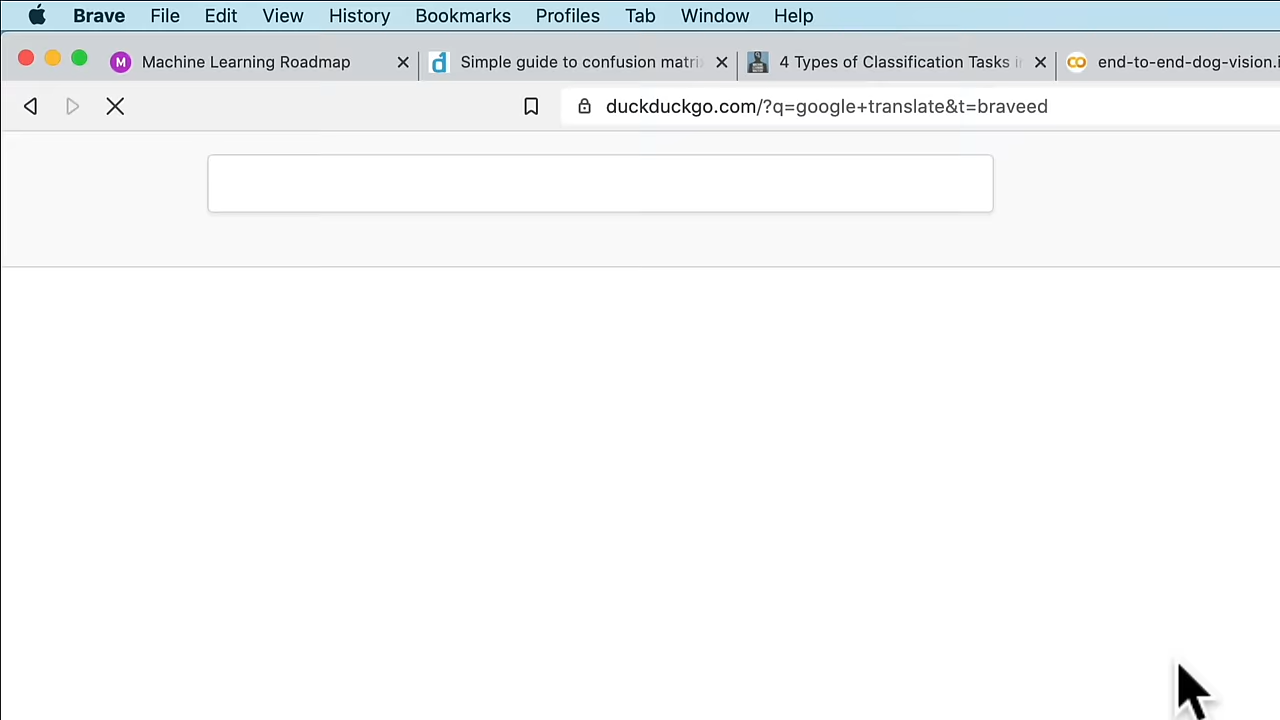 Brave File Edit View History Bookmarks Profiles Tab Window Help
M Machine Learning Roadmap Simple guide to confusion matri 4 Types of Classification Tasks i end-to-end-dog-vision.i
duckduckgo.com/?q=google+translate&t=braveed